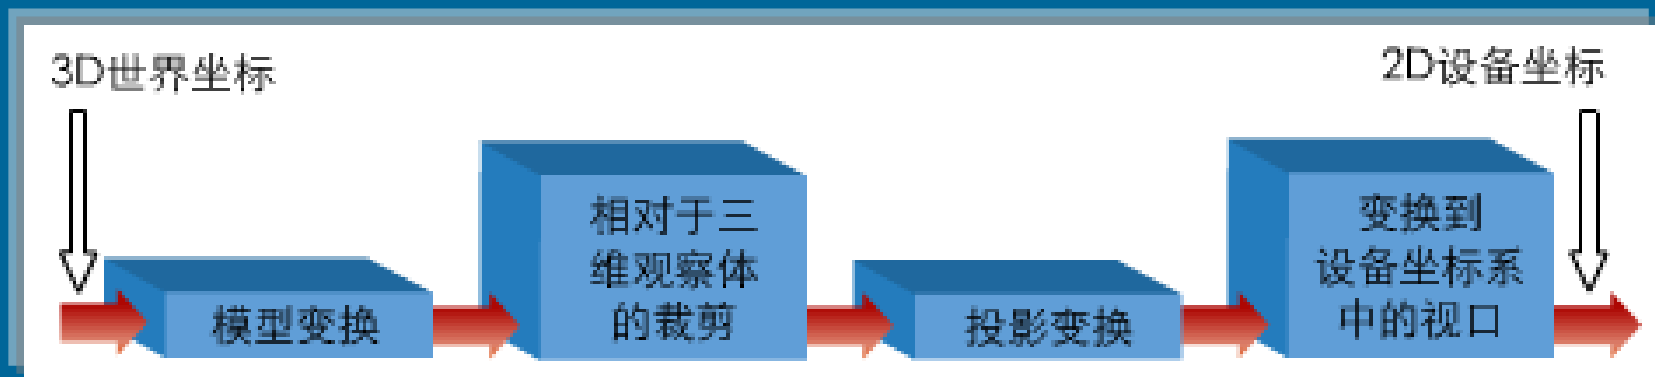 3D世界坐标
2D设备坐标
模型变换
相对于三
维观察体
的裁剪
投影变换
变换到
设备坐标系
中的视口